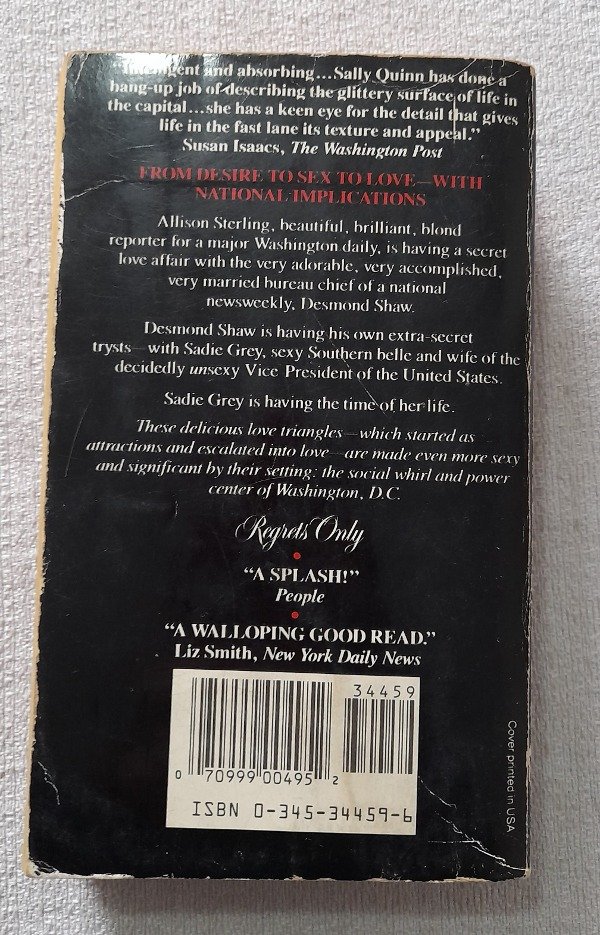 Intelligent and absorbing...Sally Quinn has done a
bang-up job of describing the glittery surface of life in
the capital...she has a keen eye for the detail that gives
life in the fast lane its texture and appeal."
Susan Isaacs, The Washington Post
FROM DESIRE TO SEX TO LOVE—WITH
NATIONAL IMPLICATIONS
Allison Sterling, beautiful, brilliant, blond
reporter for a major Washington daily, is having a secret
love affair with the very adorable, very accomplished,
very married bureau chief of a national
newsweekly, Desmond Shaw.
Desmond Shaw is having his own extra-secret
trysts—with Sadie Grey, sexy Southern belle and wife of the
decidedly unsexy Vice President of the United States.
Sadie Grey is having the time of her life.
These delicious love triangles—which started as
attractions and escalated into love—are made even more sexy
and significant by their setting: the social whirl and power
center of Washington, D.C.
Regrets Only
"A SPLASH!"
People
"A WALLOPING GOOD READ."
Liz Smith, New York Daily News
34459
0 70999 00495 2
ISBN 0-345-34459-6
Cover printed in USA